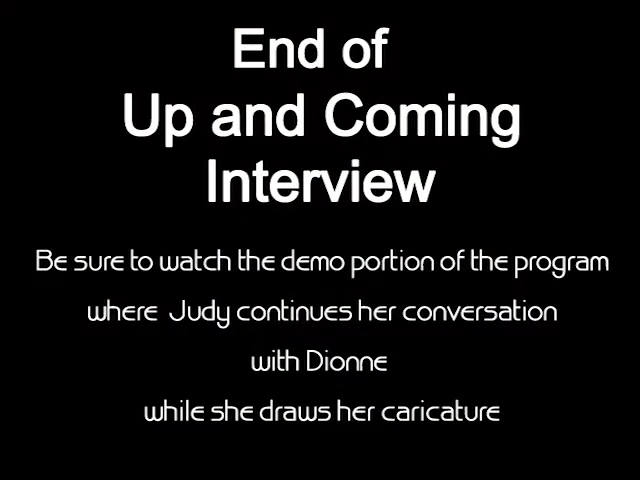 End of
Up and Coming
Interview
Be sure to watch the demo portion of the program
where Judy continues her conversation
with Dionne
while she draws her caricature